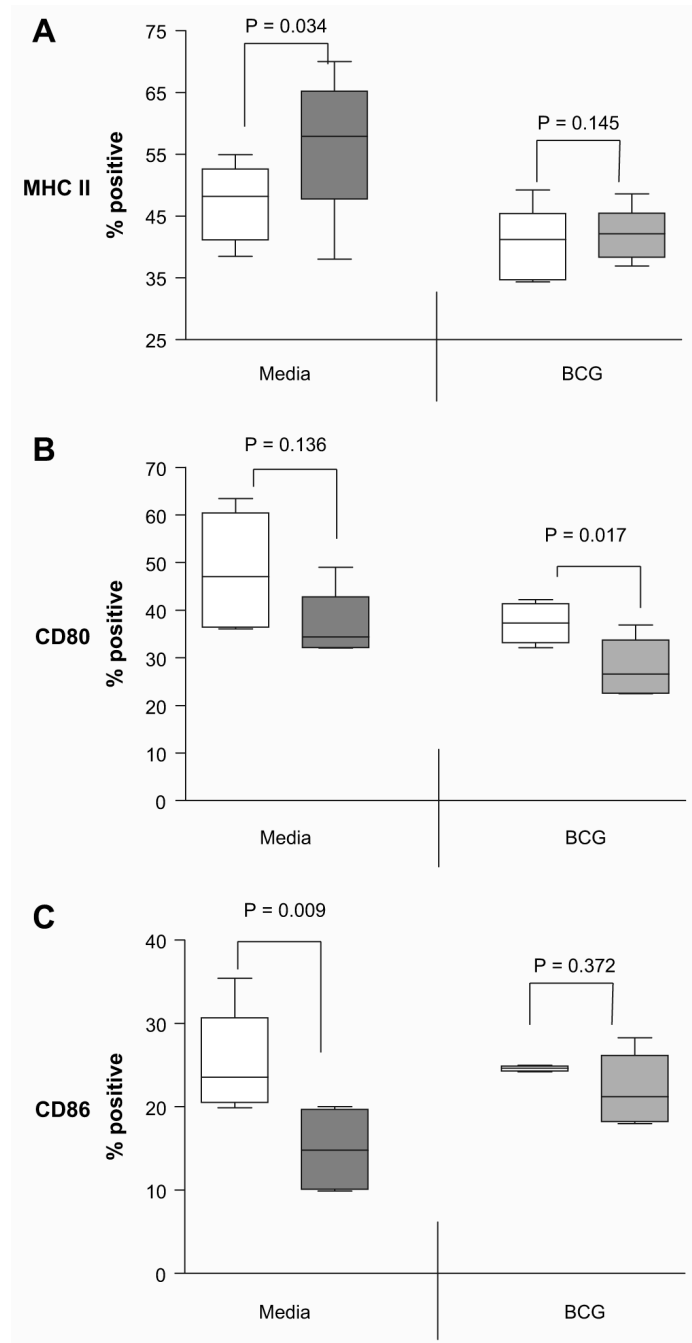 A
P = 0.034
75
65
55
45
35
25
MHC II
% positive
P = 0.145
Media
BCG
B
P = 0.136
70
60
50
40
30
20
10
0
CD80
% positive
P = 0.017
Media
BCG
C
P = 0.009
40
30
20
10
0
CD86
% positive
P = 0.372
Media
BCG